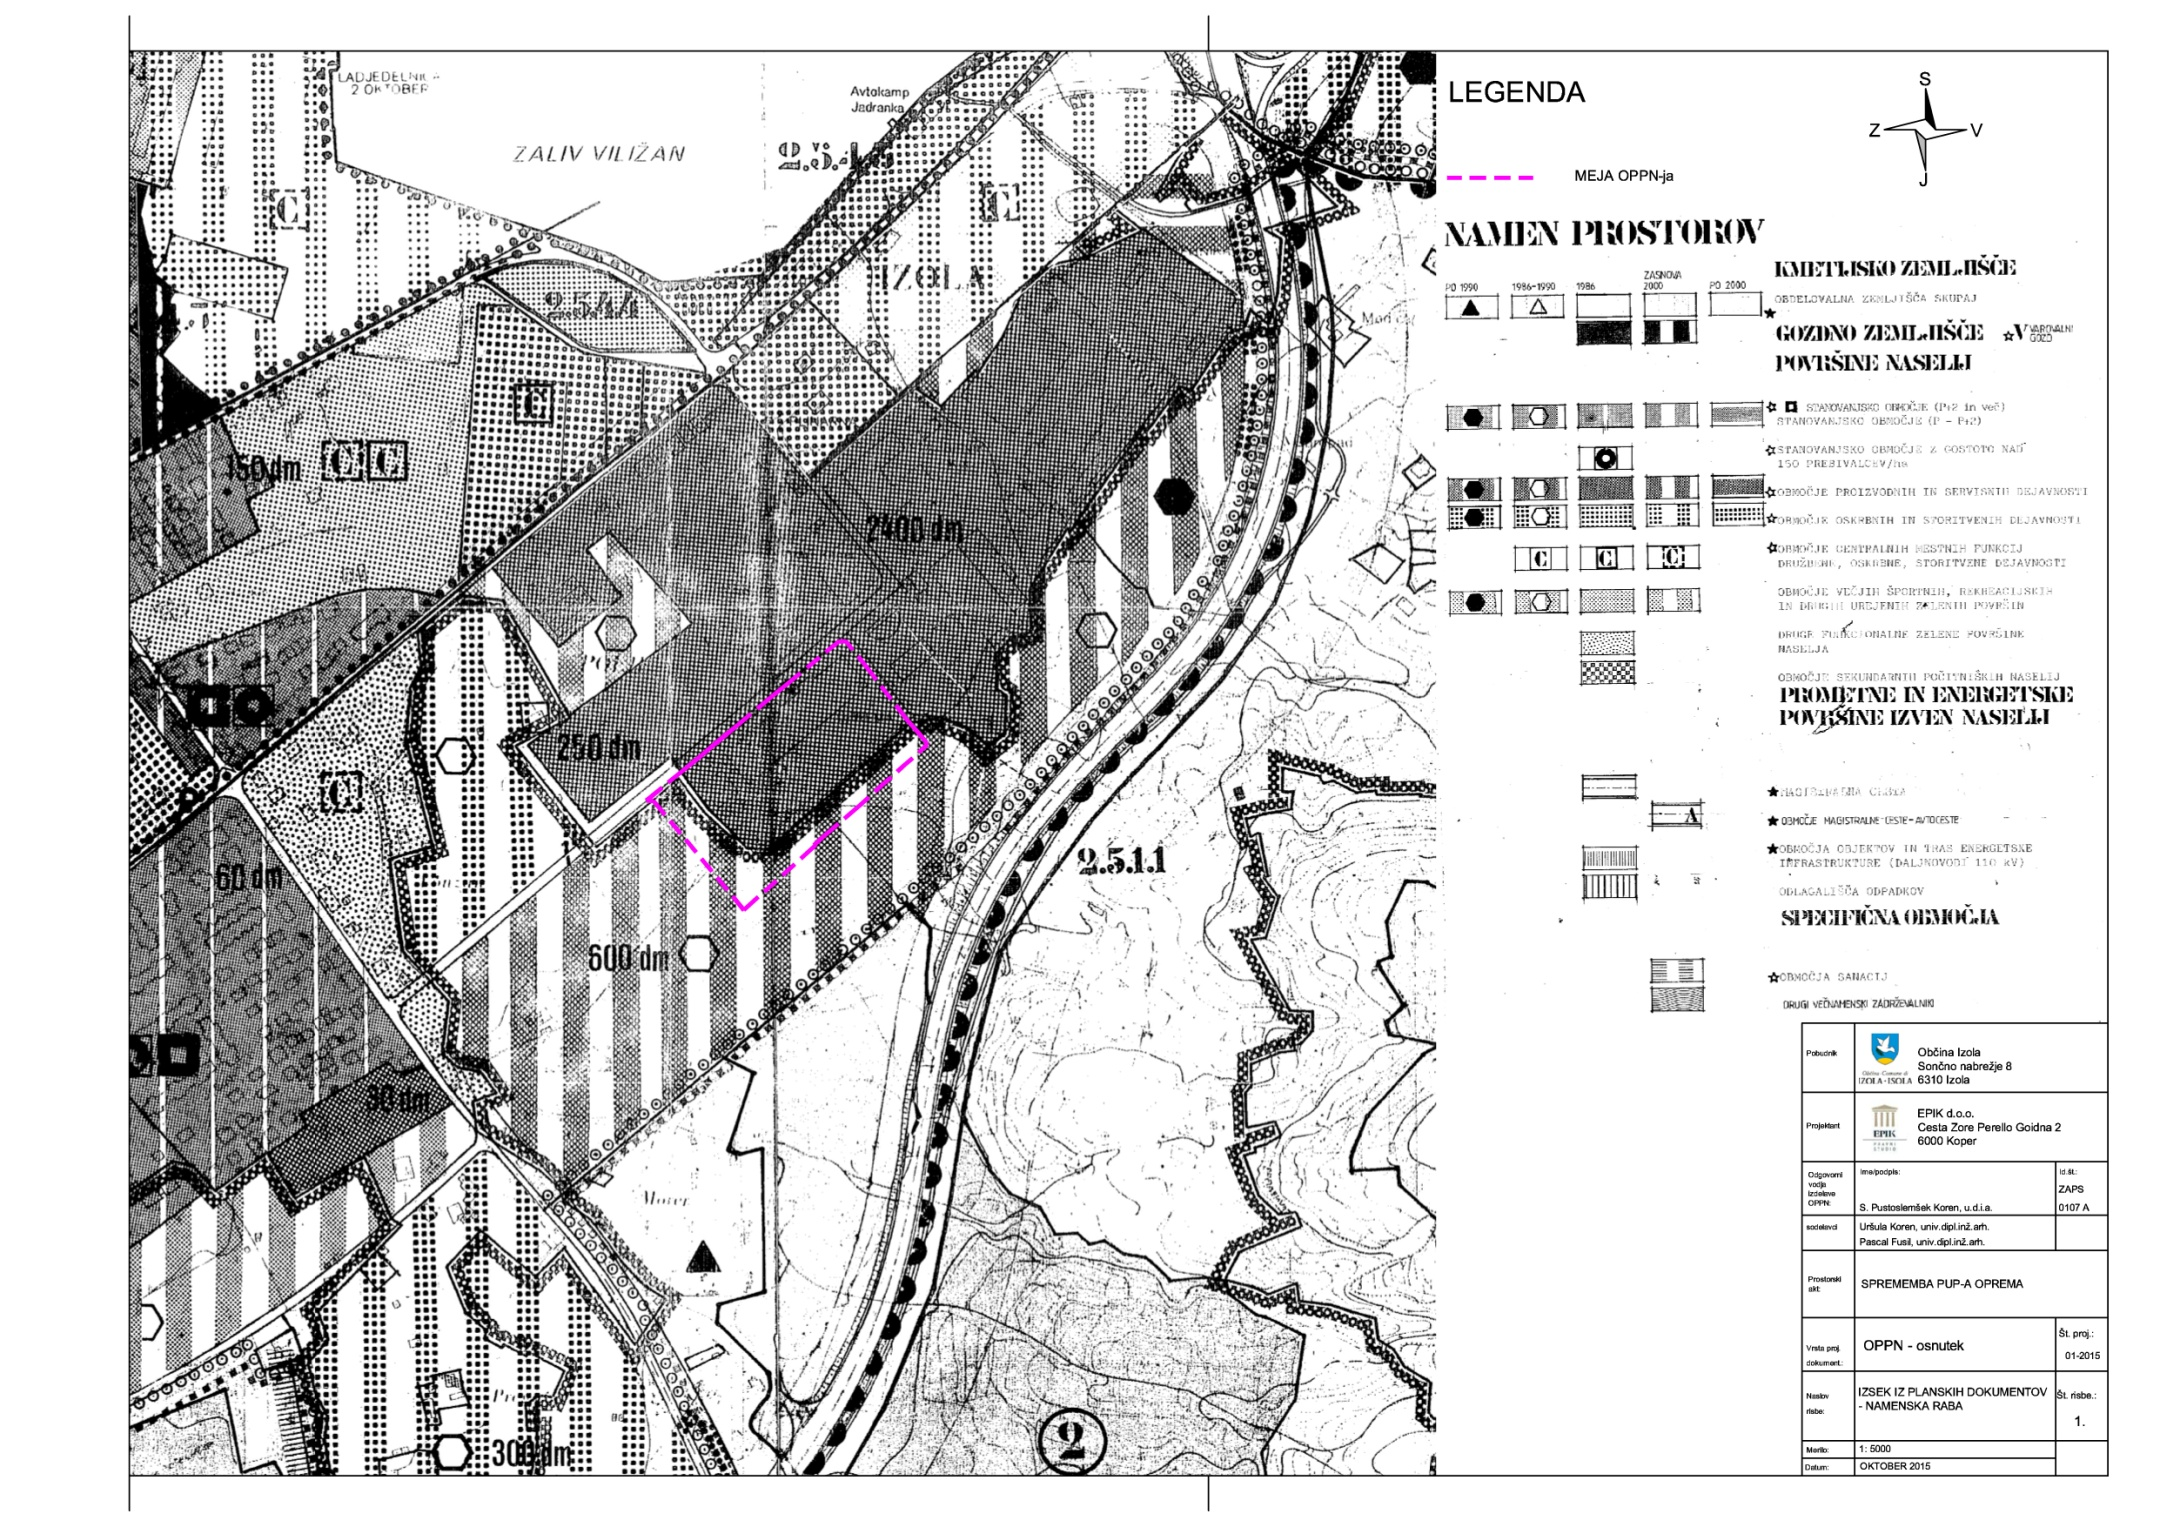 LADJEDELNICA
2 OKTOBER
ZALIV VILIŽAN
Avtokamp
Jadranka
C
C
IZOLA
C
150 dm
C C
2400 dm
250 dm
C
60 dm
P
2.5.1.1
600 dm
30 dm
Morer
300 dm
2
LEGENDA
S
Z V
J
MEJA OPPN-ja
NAMEN PROSTOROV
PO 1990
1986-1990
1986
ZASNOVA
2000
PO 2000
KMETIJSKO ZEMLJIŠČE
OBDELOVALNA ZEMLJIŠČA SKUPAJ
GOZDNO ZEMLJIŠČE
V VAROVALNI
GOZD
POVRŠINE NASELIJ
STANOVANJSKO OBMOČJE (P+2 in več)
STANOVANJSKO OBMOČJE (P - P+2)
STANOVANJSKO OBMOČJE Z GOSTOTO NAD
150 PREBIVALCEV/ha
OBMOČJE PROIZVODNIH IN SERVISNIH DEJAVNOSTI
OBMOČJE OSKRBNIH IN STORITVENIH DEJAVNOSTI
C C C
OBMOČJE CENTRALNIH MESTNIH FUNKCIJ
DRUŽBENE, OSKRBNE, STORITVENE DEJAVNOSTI
OBMOČJE VEČJIH ŠPORTNIH, REKREACIJSKIH
IN DRUGIH UREJENIH ZELENIH POVRŠIN
DRUGE FUNKCIONALNE ZELENE POVRŠINE
NASELJA
OBMOČJE SEKUNDARNIH POČITNIŠKIH NASELIJ
PROMETNE IN ENERGETSKE
POVRŠINE IZVEN NASELIJ
MAGISTRALNA CESTA
A
OBMOČJE MAGISTRALNE CESTE-AVTOCESTE
OBMOČJA OBJEKTOV IN TRAS ENERGETSKE
INFRASTRUKTURE (DALJNOVODI 110 kV)
ODLAGALIŠČA ODPADKOV
SPECIFIČNA OBMOČJA
OBMOČJA SANACIJ
DRUGI VEČNAMENSKI ZADRŽEVALNIKI
Pobudnik
Občina-Comune di
IZOLA-ISOLA
Občina Izola
Sončno nabrežje 8
6310 Izola
Projektant
EPIK
EPIK d.o.o.
Cesta Zore Perello Goidna 2
6000 Koper
Odgovorni
vodja
izdelave
OPPN:
Ime/podpis:
S. Pustoslemšek Koren, u.d.i.a.
Id.št.:
ZAPS
0107 A
sodelavci
Uršula Koren, univ.dipl.inž.arh.
Pascal Fusil, univ.dipl.inž.arh.
Prostorski
akt:
SPREMEMBA PUP-A OPREMA
Vrsta proj.
dokument.:
OPPN - osnutek
Št. proj.:
01-2015
Naslov
risbe:
IZSEK IZ PLANSKIH DOKUMENTOV
- NAMENSKA RABA
Št. risbe.:
1.
Merilo:
1: 5000
Datum:
OKTOBER 2015